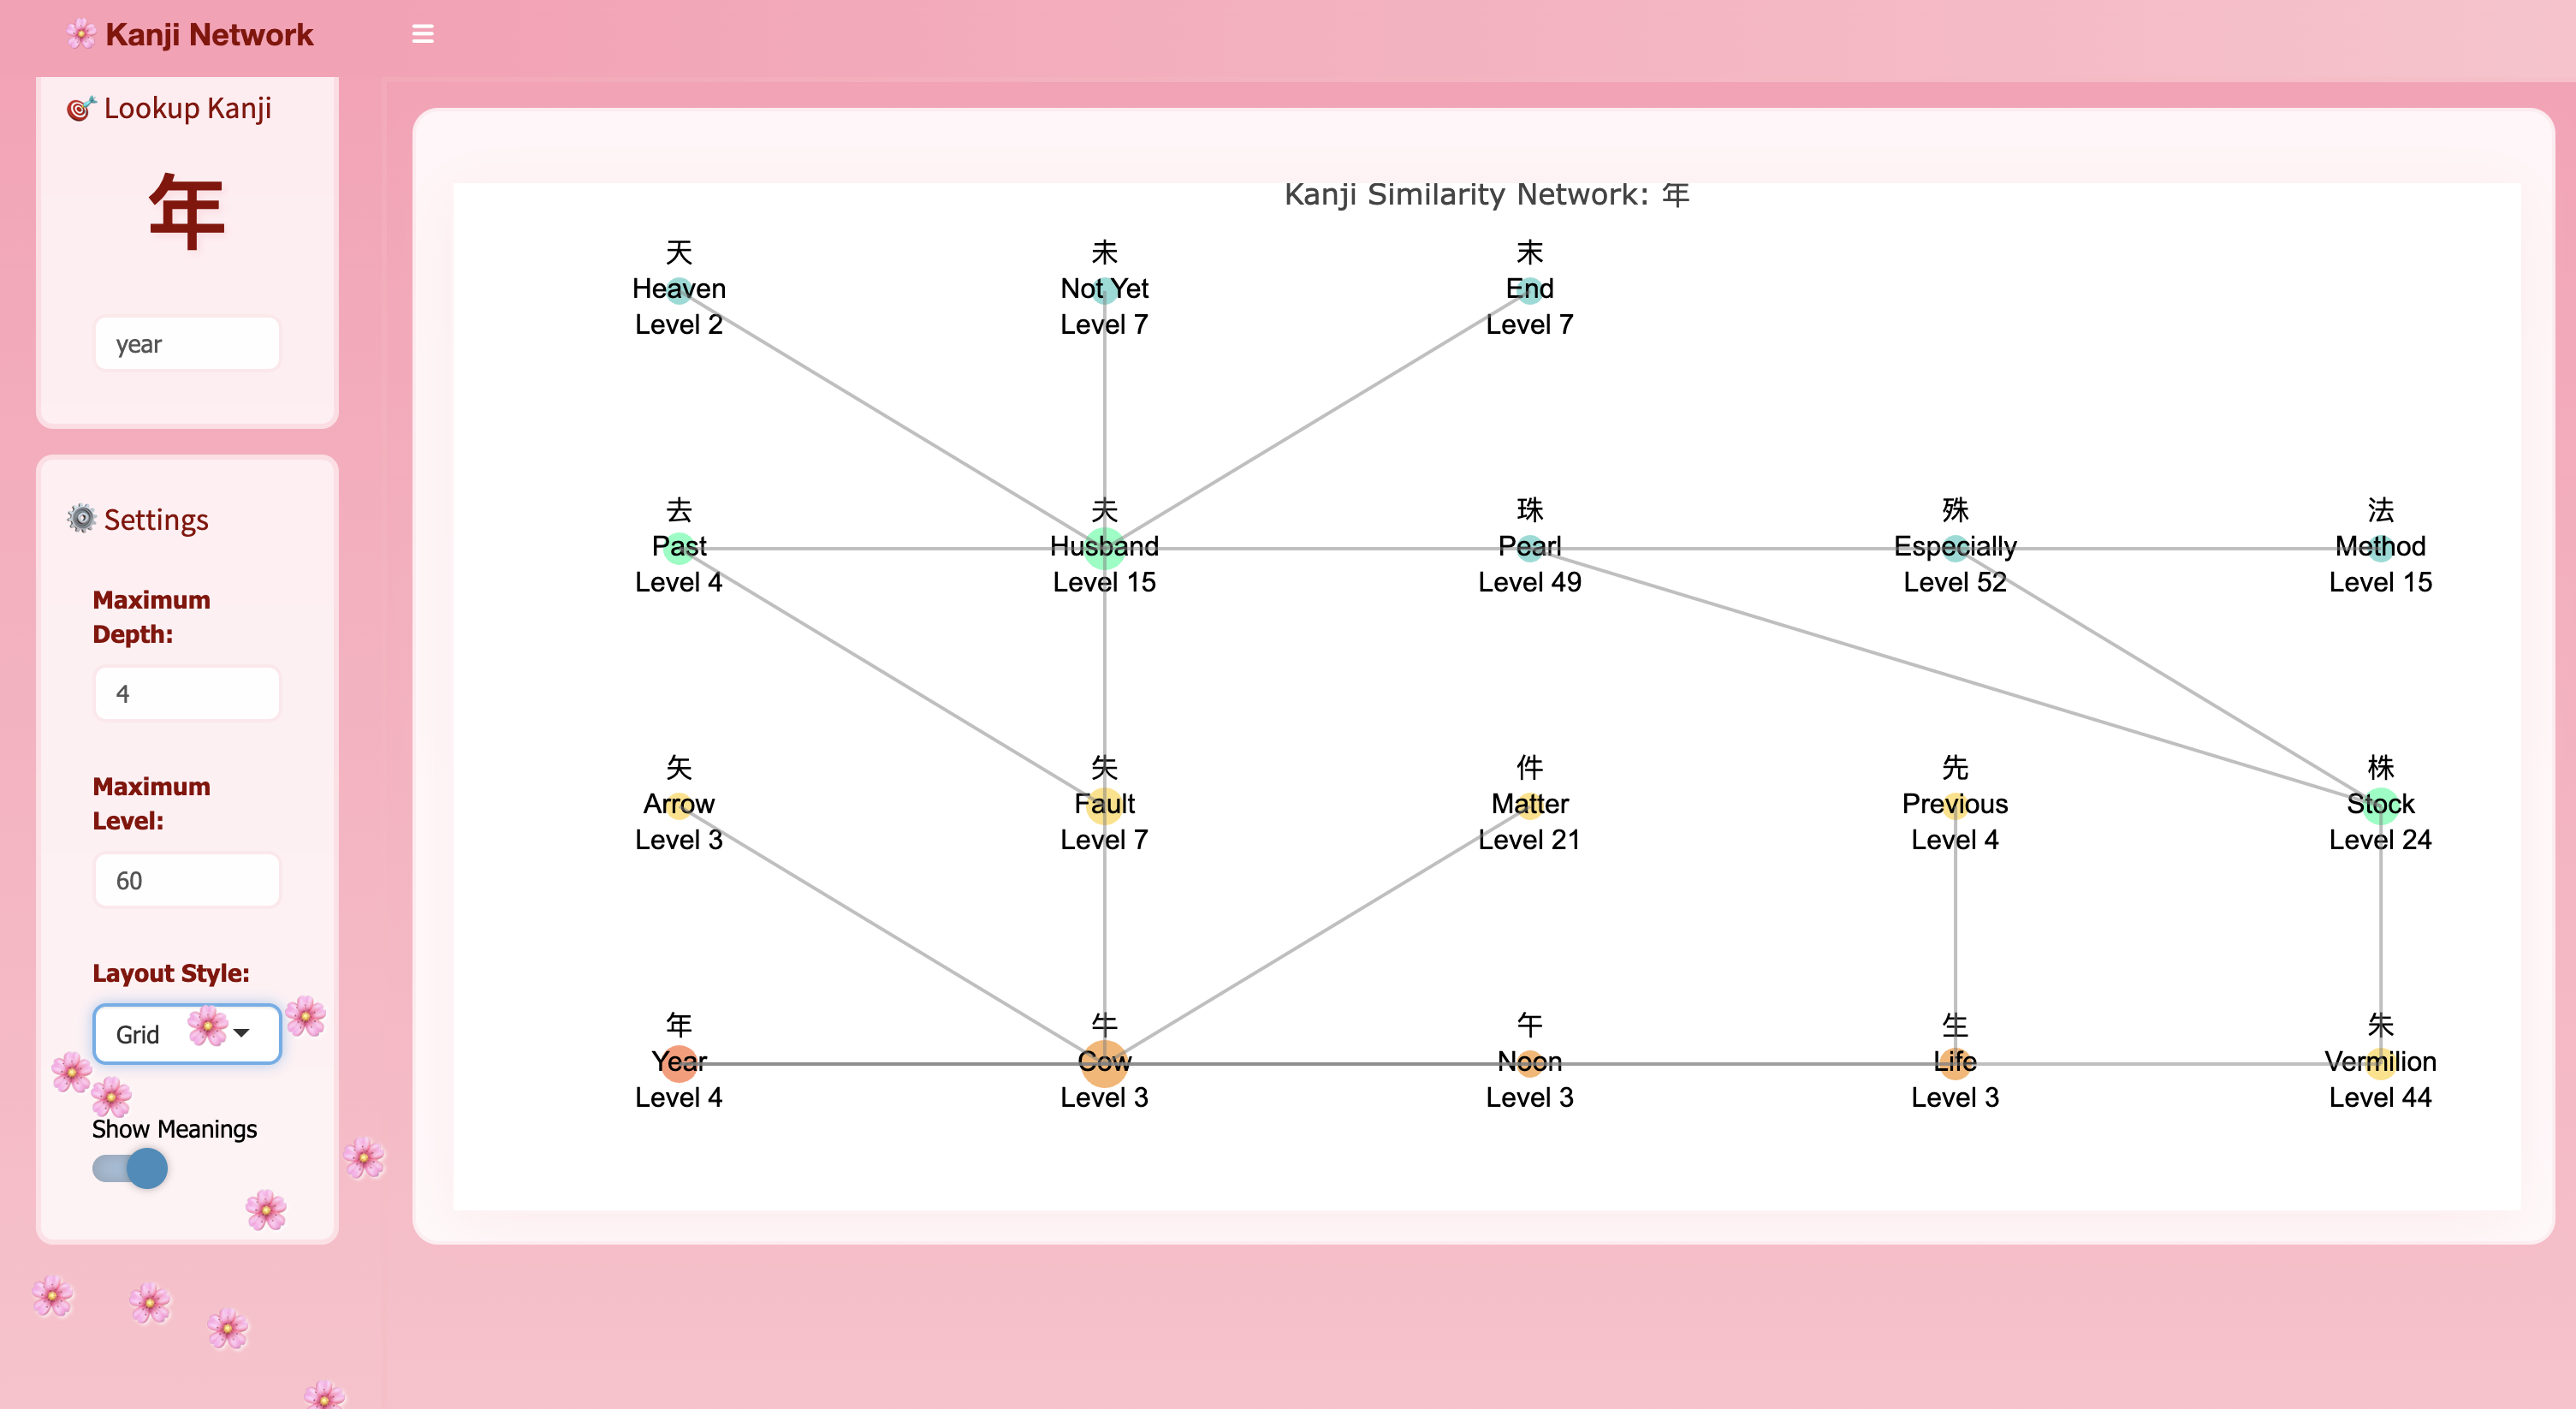 Kanji Network
Lookup Kanji
年
year
Settings
Maximum
Depth:
4
Maximum
Level:
60
Layout Style:
Grid
Show Meanings
Kanji Similarity Network: 年
天
Heaven
Level 2
未
Not Yet
Level 7
末
End
Level 7
去
Past
Level 4
夫
Husband
Level 15
珠
Pearl
Level 49
殊
Especially
Level 52
法
Method
Level 15
矢
Arrow
Level 3
失
Fault
Level 7
件
Matter
Level 21
先
Previous
Level 4
株
Stock
Level 24
年
Year
Level 4
牛
Cow
Level 3
午
Noon
Level 3
生
Life
Level 3
朱
Vermilion
Level 44